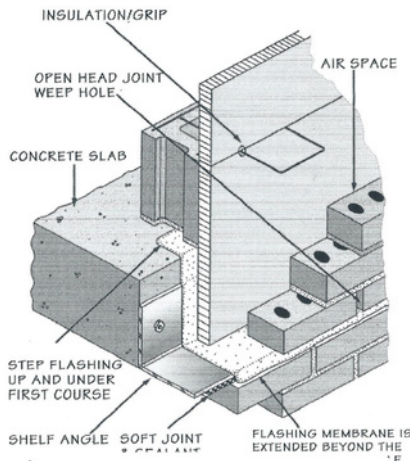 INSULATION/GRIP
OPEN HEAD JOINT
WEEP HOLE
AIR SPACE
CONCRETE SLAB
STEP FLASHING
UP AND UNDER
FIRST COURSE
SHELF ANGLE
SOFT JOINT
FLASHING MEMBRANE IS
EXTENDED BEYOND THE